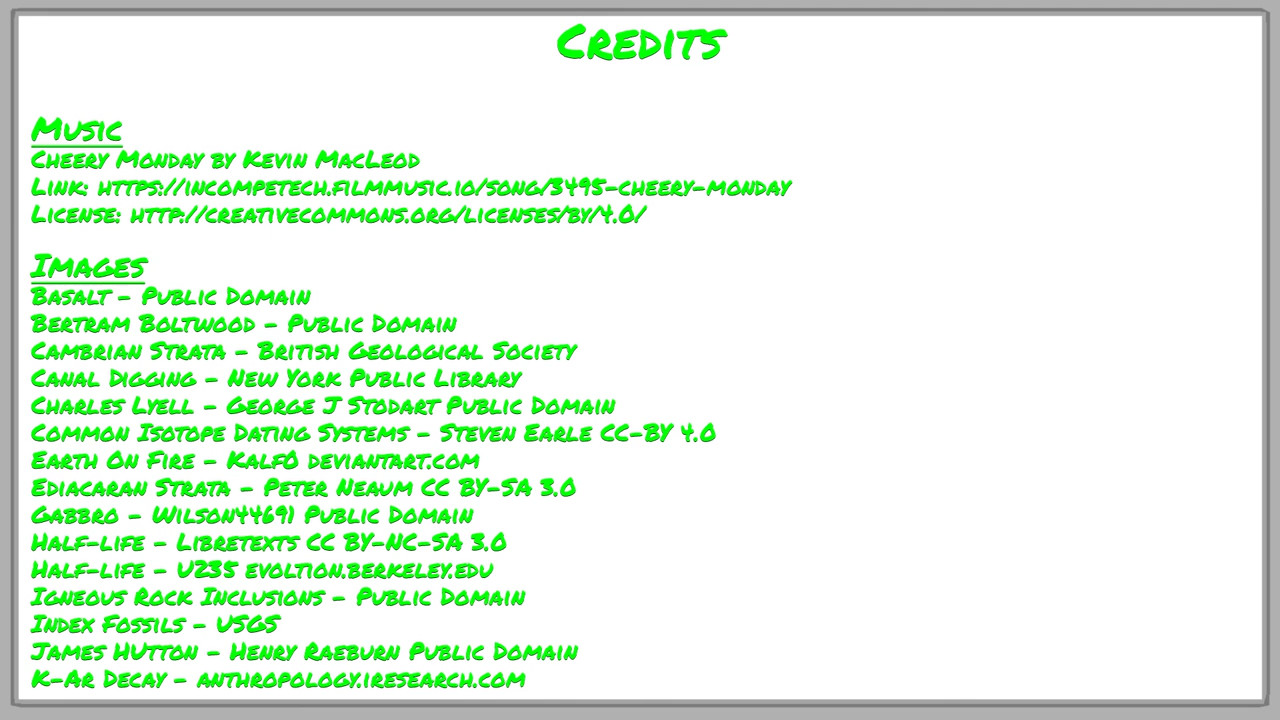 Credits
Music
Cheery Monday by Kevin MacLeod
Link: https://incompetech.filmmusic.io/song/3495-cheery-monday
License: http://creativecommons.org/licenses/by/4.0/
Images
Basalt - Public Domain
Bertram Boltwood - Public Domain
Cambrian Strata - British Geological Society
Canal Digging - New York Public Library
Charles Lyell - George J Stodart Public Domain
Common Isotope Dating Systems - Steven Earle CC-BY 4.0
Earth On Fire - Kalf0 deviantart.com
Ediacaran Strata - Peter Neaum CC BY-SA 3.0
Gabbro - Wilson44691 Public Domain
Half-life - Libretexts CC BY-NC-SA 3.0
Half-life - U235 evoltion.berkeley.edu
Igneous Rock Inclusions - Public Domain
Index Fossils - USGS
James HUtton - Henry Raeburn Public Domain
K-Ar Decay - anthropology.iresearch.com